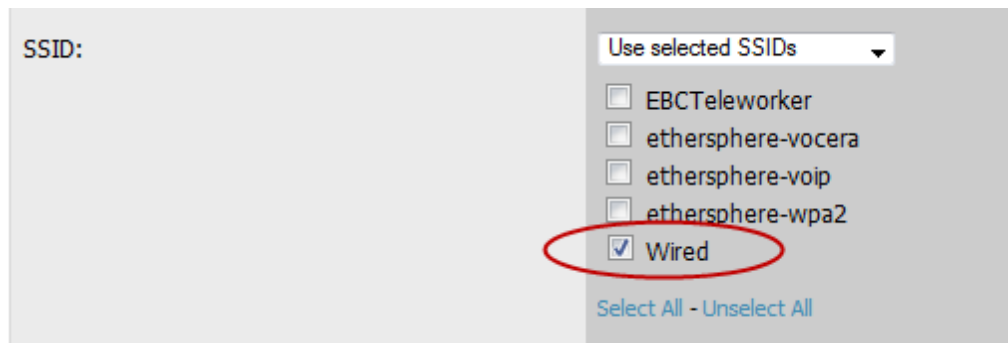 SSID:
Use selected SSIDs
EBCTeleworker
ethersphere-vocera
ethersphere-voip
ethersphere-wpa2
Wired
Select All - Unselect All